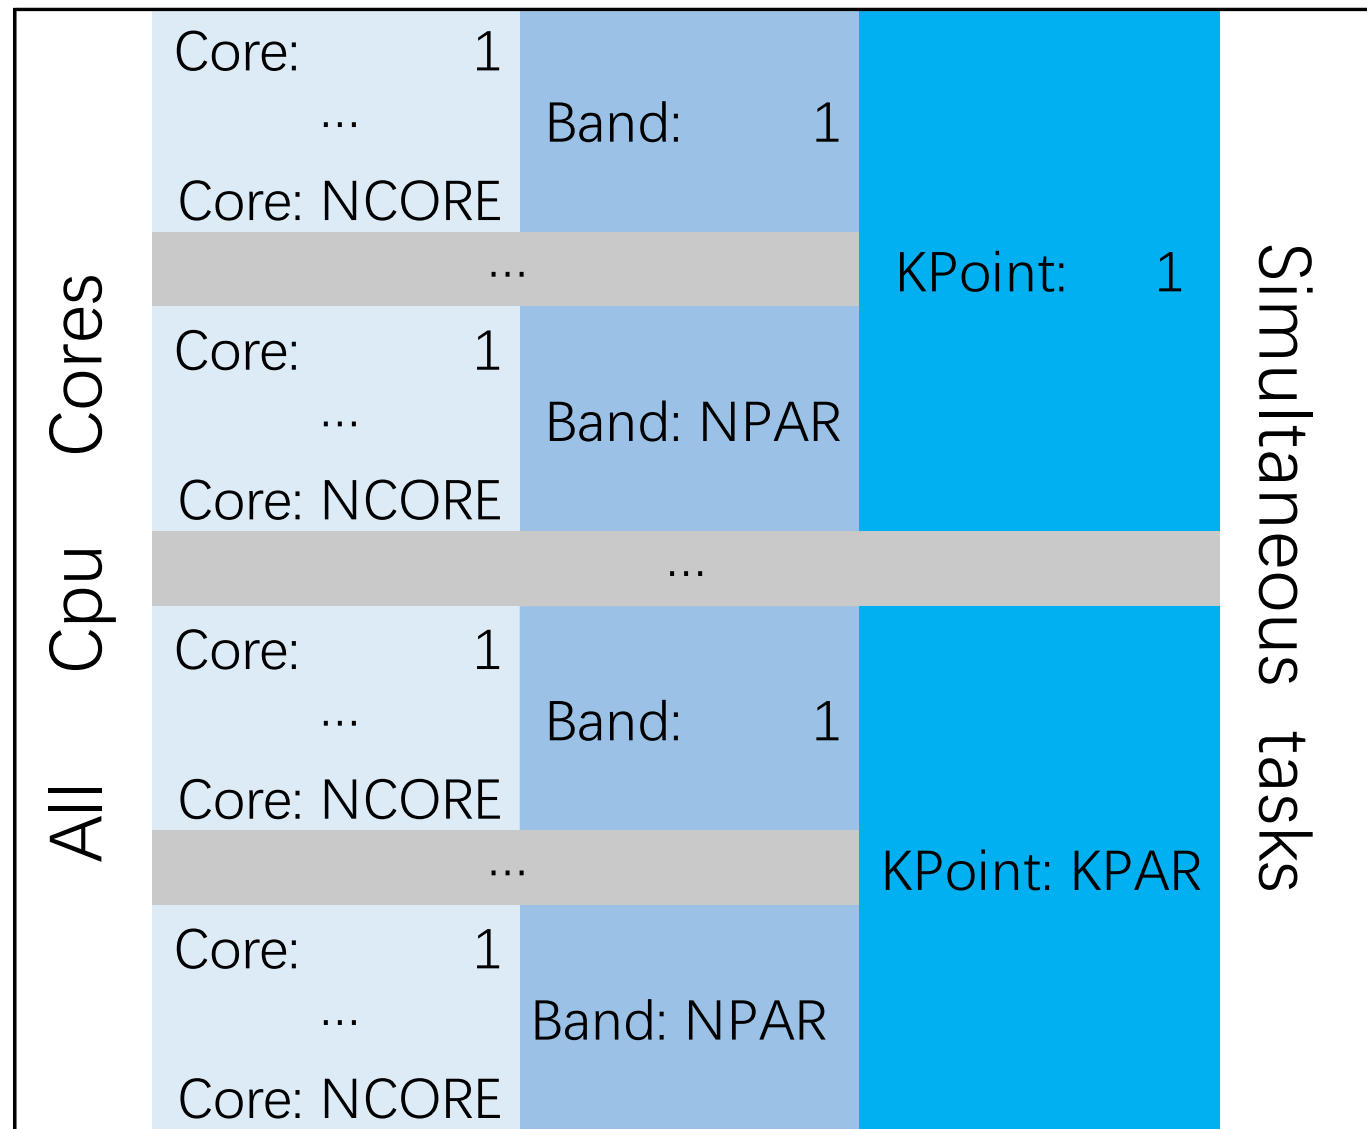 All Cpu Cores
Core: 1
...
Core: NCORE
Band: 1
...
Core: 1
...
Core: NCORE
Band: NPAR
KPoint: 1
...
Core: 1
...
Core: NCORE
Band: 1
...
Core: 1
...
Core: NCORE
Band: NPAR
KPoint: KPAR
Simultaneous tasks